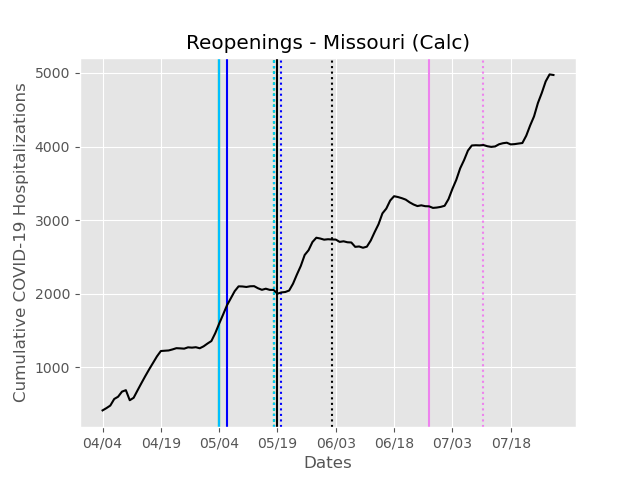 Reopenings - Missouri (Calc)
Cumulative COVID-19 Hospitalizations
5000
4000
3000
2000
1000
04/04 04/19 05/04 05/19 06/03 06/18 07/03 07/18
Dates